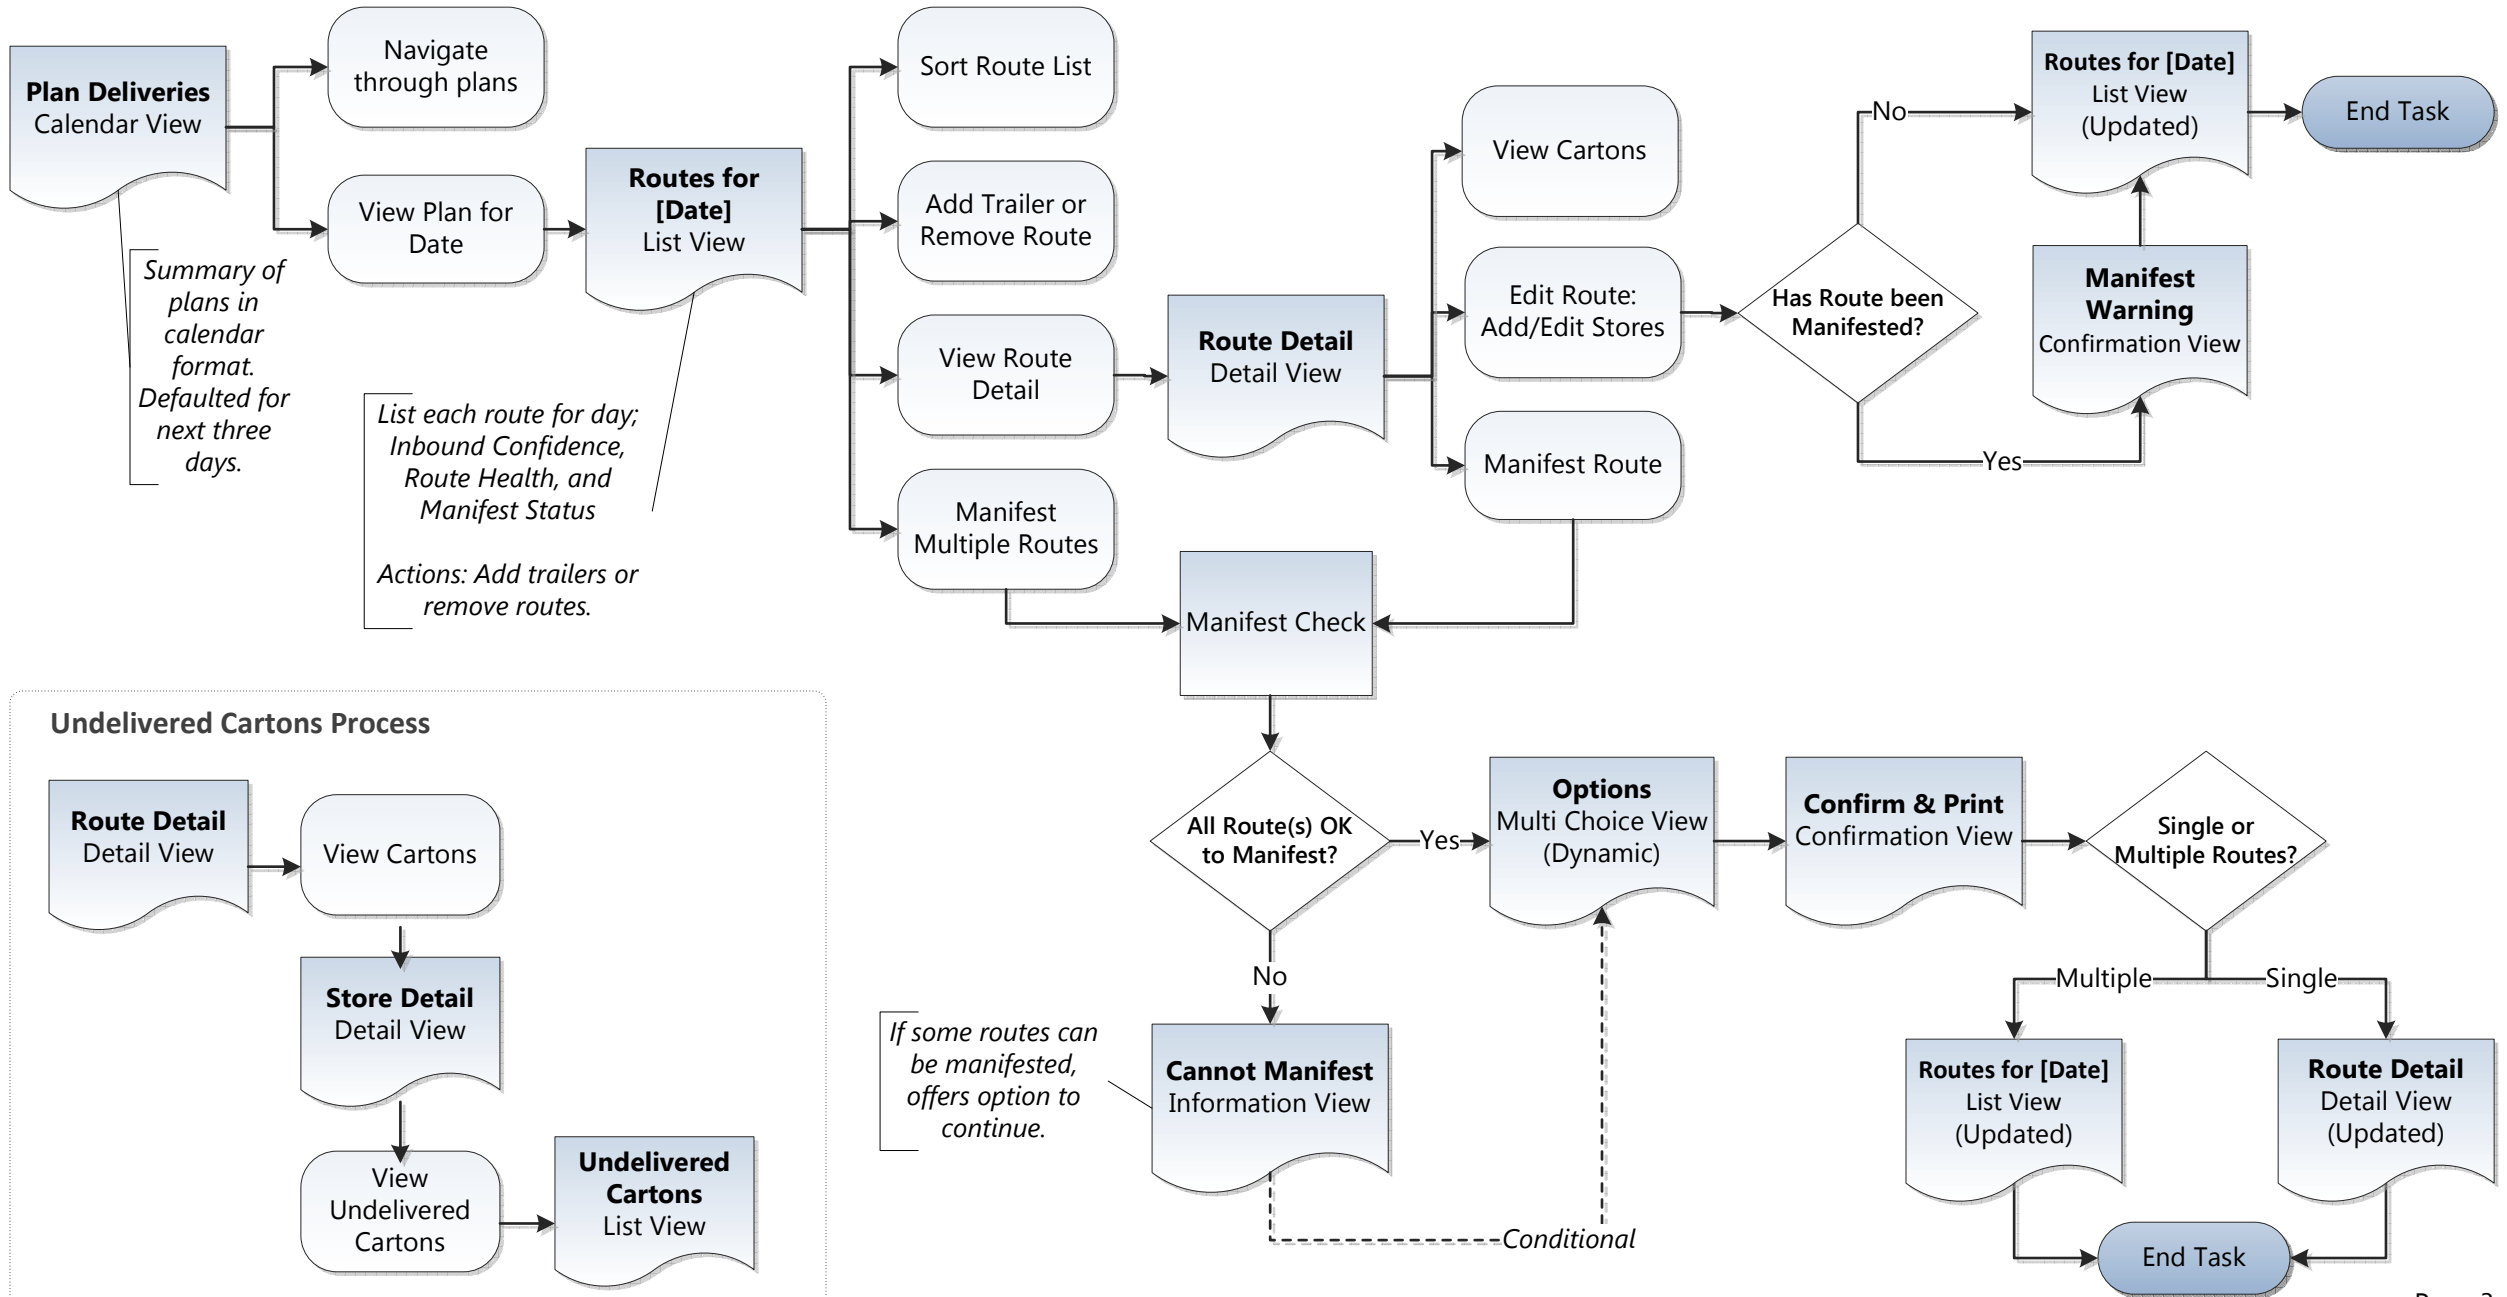 Plan Deliveries
Calendar View
Navigate
through plans
View Plan for
Date
Summary of
plans in
calendar
format.
Defaulted for
next three
days.
Routes for
[Date]
List View
List each route for day;
Inbound Confidence,
Route Health, and
Manifest Status
Actions: Add trailers or
remove routes.
Sort Route List
Add Trailer or
Remove Route
View Route
Detail
Manifest
Multiple Routes
Route Detail
Detail View
View Cartons
Edit Route:
Add/Edit Stores
Manifest Route
Has Route been
Manifested?
No
Yes
Routes for [Date]
List View
(Updated)
End Task
Manifest
Warning
Confirmation View
Manifest Check
All Route(s) OK
to Manifest?
Yes
No
Options
Multi Choice View
(Dynamic)
Confirm & Print
Confirmation View
Single or
Multiple Routes?
Multiple
Single
If some routes can
be manifested,
offers option to
continue.
Cannot Manifest
Information View
Conditional
Routes for [Date]
List View
(Updated)
Route Detail
Detail View
(Updated)
End Task
Undelivered Cartons Process
Route Detail
Detail View
View Cartons
Store Detail
Detail View
View
Undelivered
Cartons
Undelivered
Cartons
List View